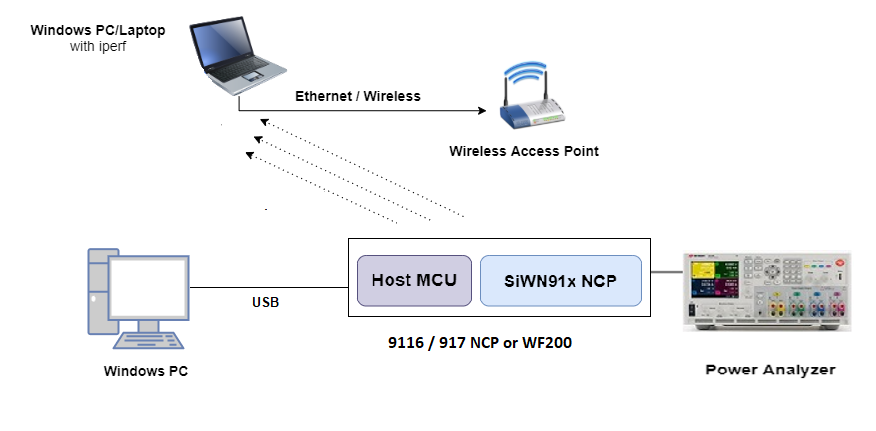 Windows PC/Laptop
with iperf
Ethernet / Wireless
Wireless Access Point
Host MCU
SiWN91x NCP
USB
9116 / 917 NCP or WF200
Windows PC
Power Analyzer